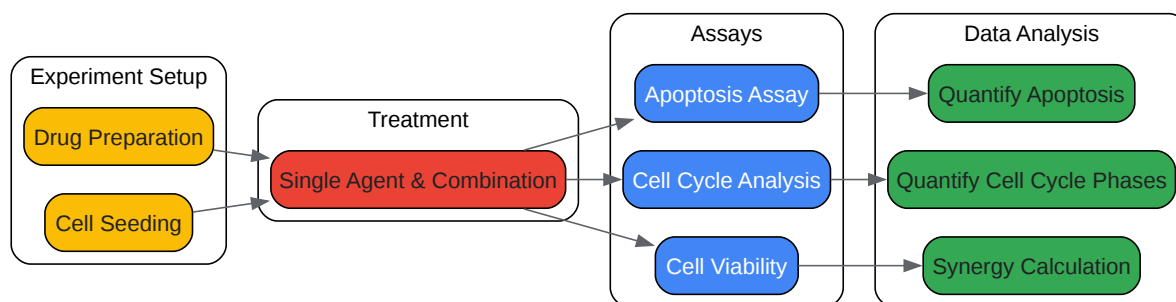 Experiment Setup
Drug Preparation
Cell Seeding
Treatment
Single Agent & Combination
Assays
Apoptosis Assay
Cell Cycle Analysis
Cell Viability
Data Analysis
Quantify Apoptosis
Quantify Cell Cycle Phases
Synergy Calculation